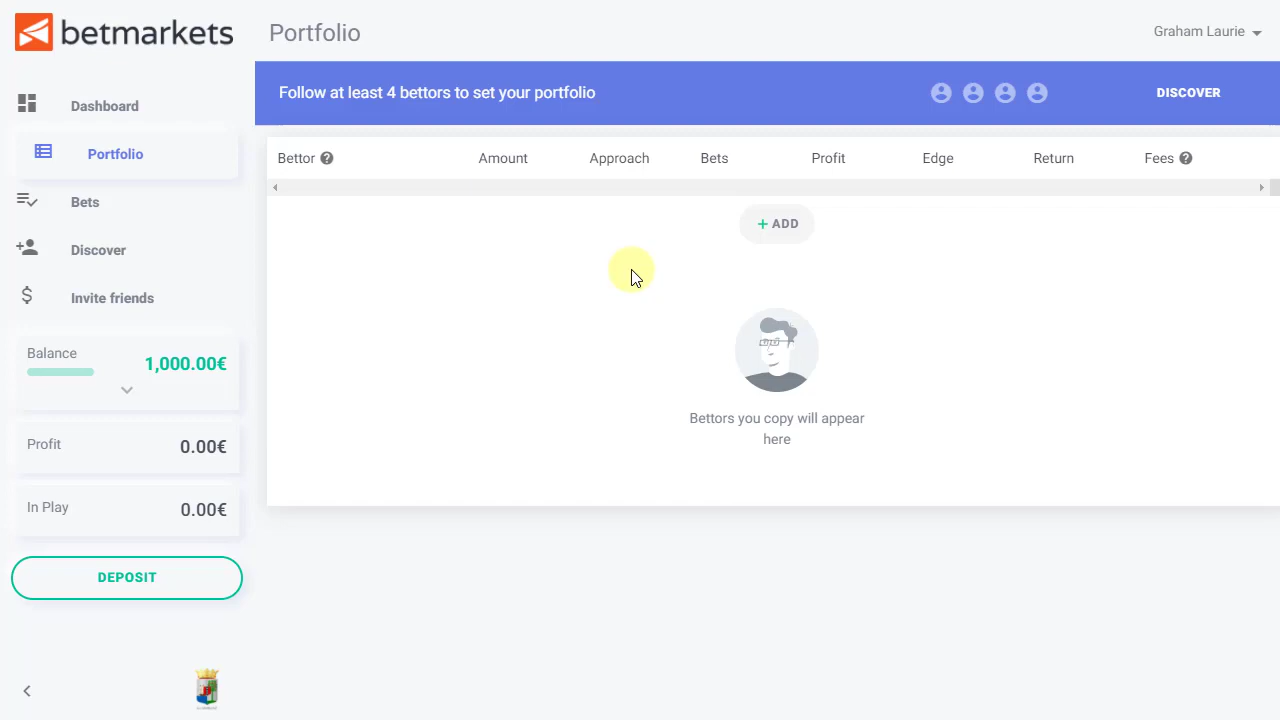 betmarkets
Portfolio
Graham Laurie
Dashboard
Portfolio
Bets
Discover
Invite friends
Balance
1,000.00€
Profit
0.00€
In Play
0.00€
DEPOSIT
Follow at least 4 bettors to set your portfolio
DISCOVER
Bettor ? Amount Approach Bets Profit Edge Return Fees ?
+ ADD
Bettors you copy will appear
here